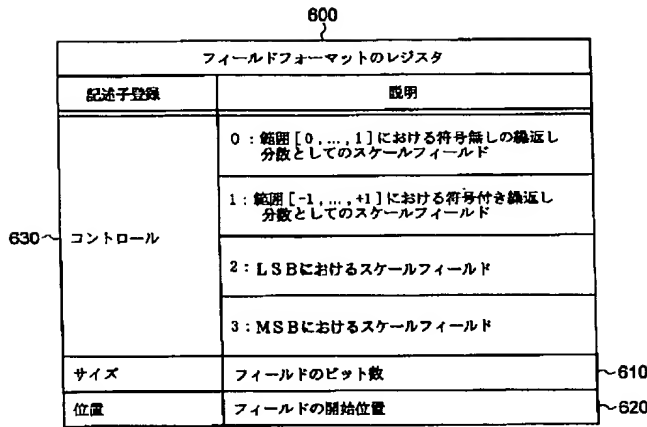 600
フィールドフォーマットのレジスタ
記述子登録
説明
630
コントロール
0:範囲[0,...,1]における符号無しの繰返し
分数としてのスケールフィールド
1:範囲[-1,...,+1]における符号付き繰返し
分数としてのスケールフィールド
2:LSBにおけるスケールフィールド
3:MSBにおけるスケールフィールド
サイズ
フィールドのビット数
610
位置
フィールドの開始位置
620